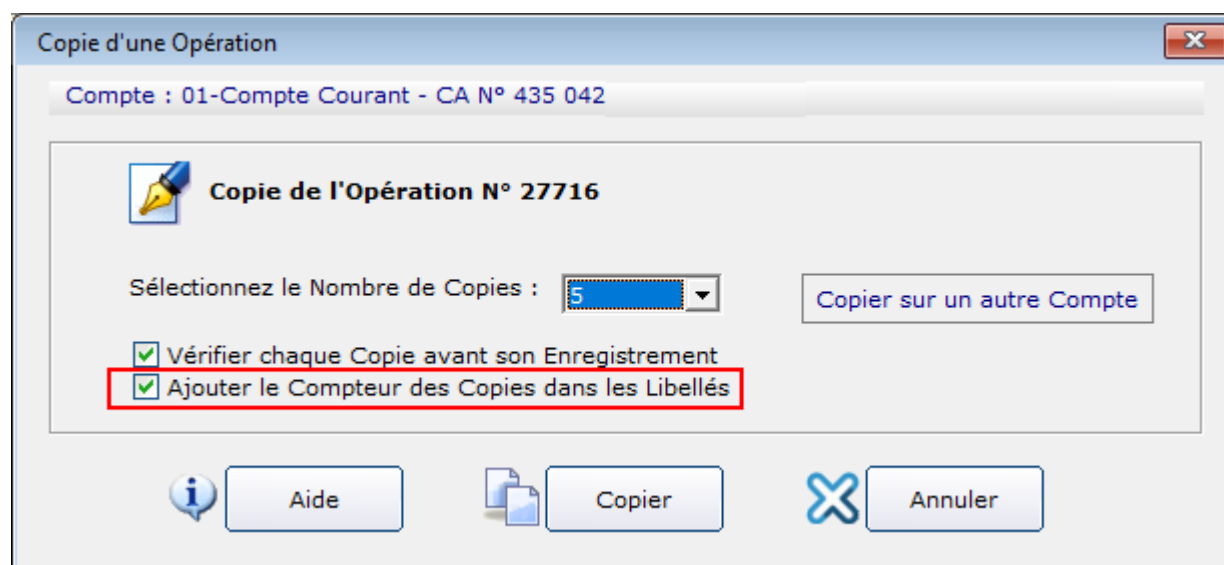 Copie d'une Opération
Compte : 01-Compte Courant - CA N° 435 042
Copie de l'Opération N° 27716
Sélectionnez le Nombre de Copies : 5
Copier sur un autre Compte
Vérifier chaque Copie avant son Enregistrement
Ajouter le Compteur des Copies dans les Libellés
Aide Copier Annuler